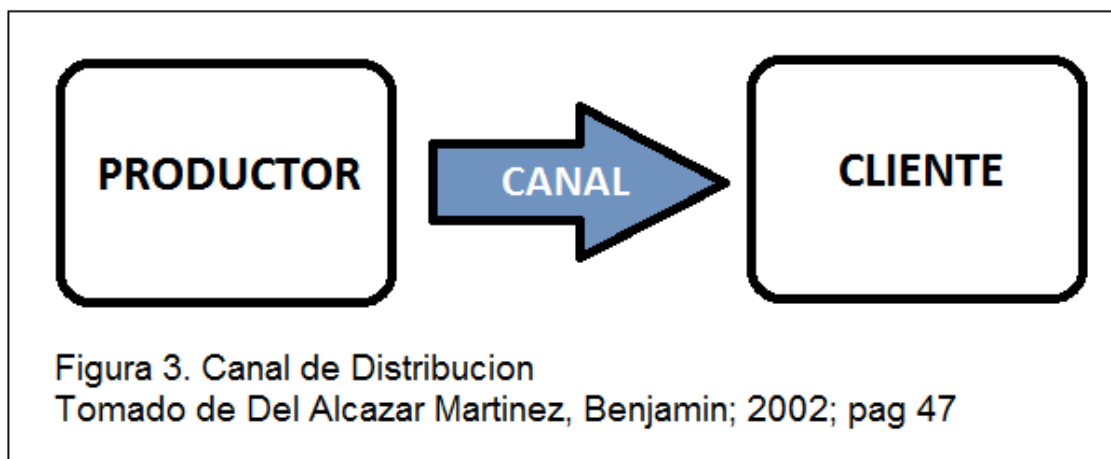 PRODUCTOR
CANAL
CLIENTE
Figura 3. Canal de Distribucion
Tomado de Del Alcazar Martinez, Benjamin; 2002; pag 47